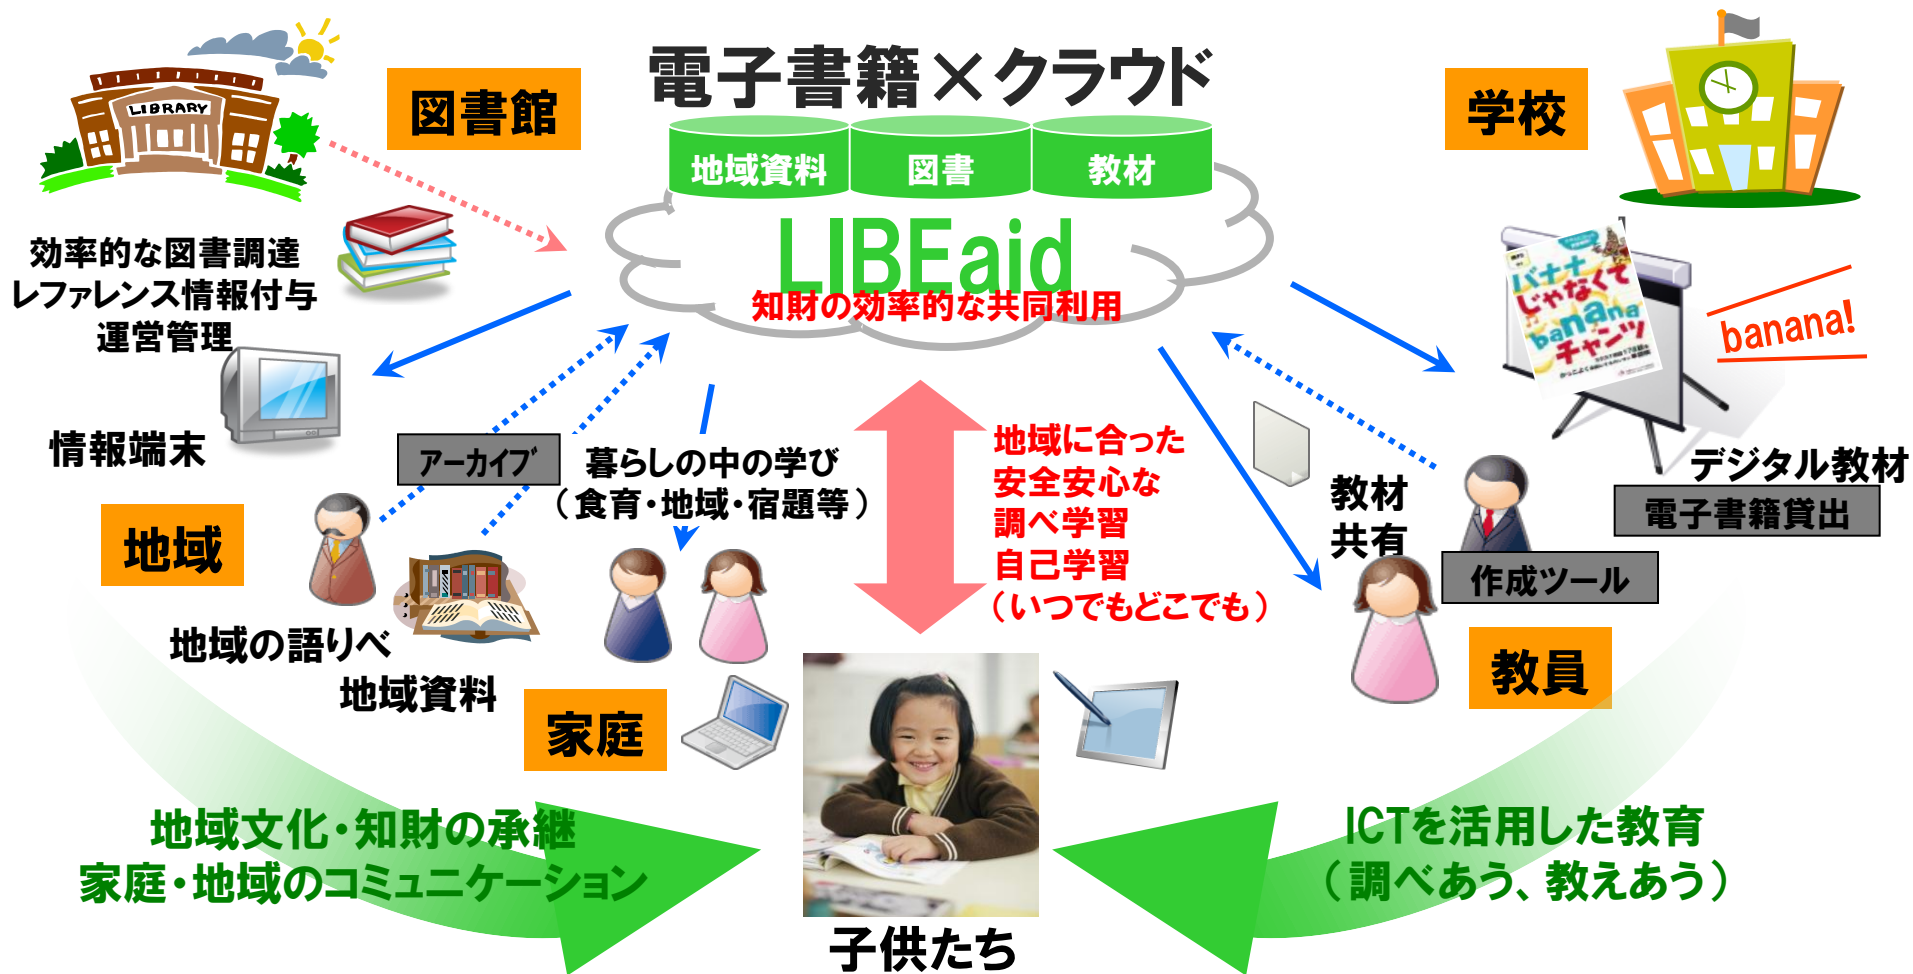 電子書籍×クラウド
LIBRARY
図書館
学校
地域資料
図書
教材
LIBEaid
知財の効率的な共同利用
効率的な図書調達
レファレンス情報付与
運営管理
バナナ
じゃなくて
banana
チャンツ
banana!
情報端末
アーカイブ
暮らしの中の学び
（食育・地域・宿題等）
地域に合った
安全安心な
調べ学習
自己学習
（いつでもどこでも）
教材
共有
デジタル教材
電子書籍貸出
作成ツール
地域
地域の語りべ
地域資料
教員
家庭
地域文化・知財の承継
家庭・地域のコミュニケーション
ICTを活用した教育
（調べあう、教えあう）
子供たち